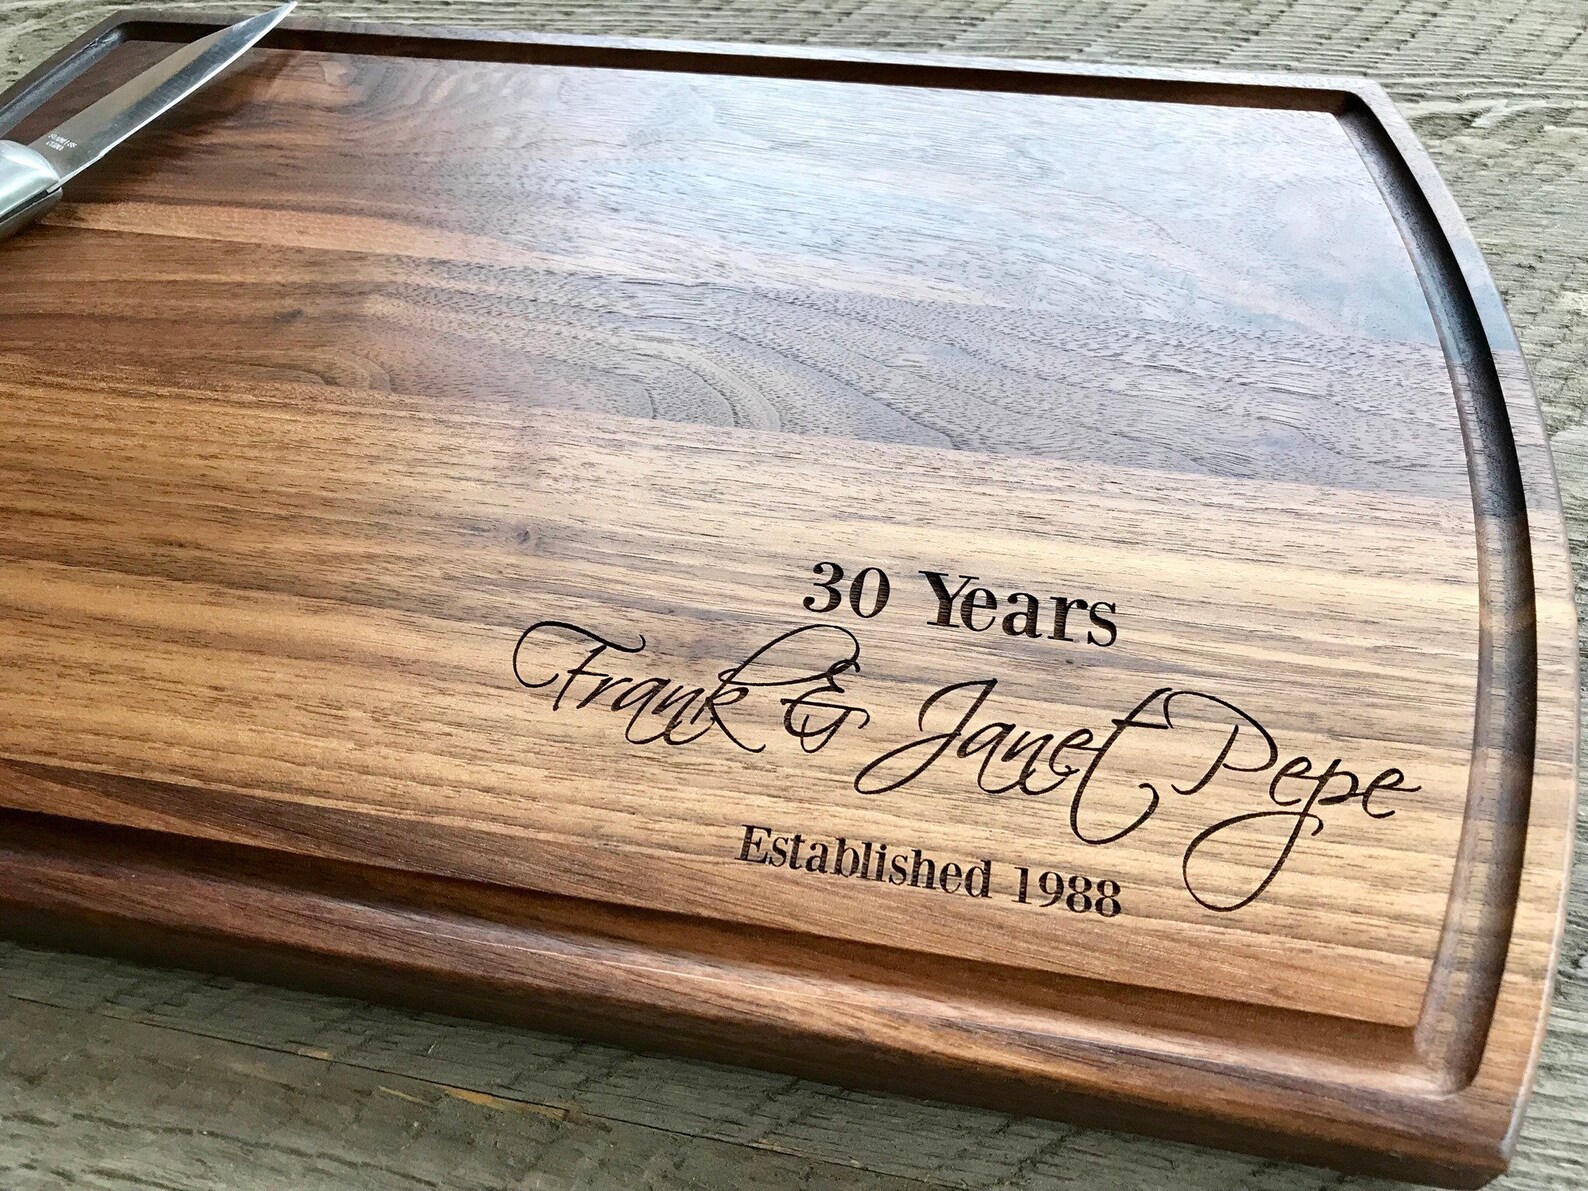 30 Years
Frank & Janet Pepe
Established 1988